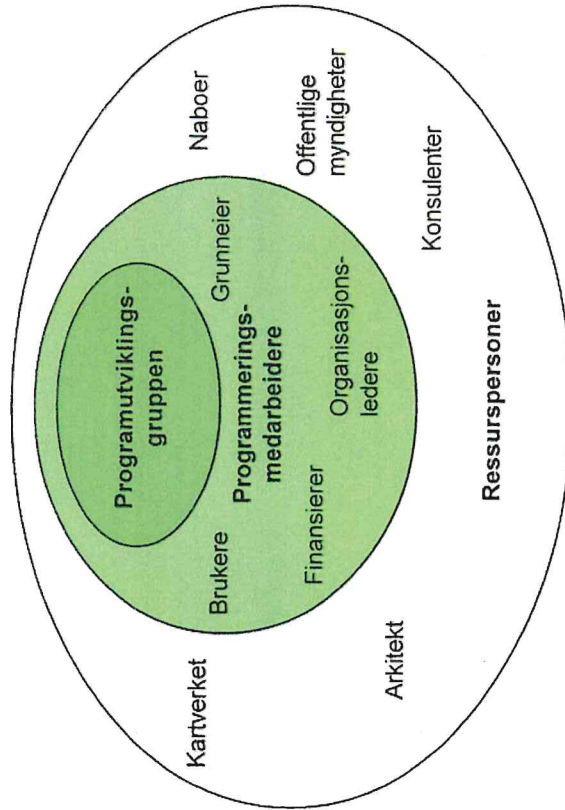 Programutviklings-
gruppen
Brukere
Programmerings-
medarbeidere
Grunneier
Finansierer
Organisasjons-
ledere
Kartverket
Naboer
Offentlige
myndigheter
Arkitekt
Konsulenter
Ressurspersoner